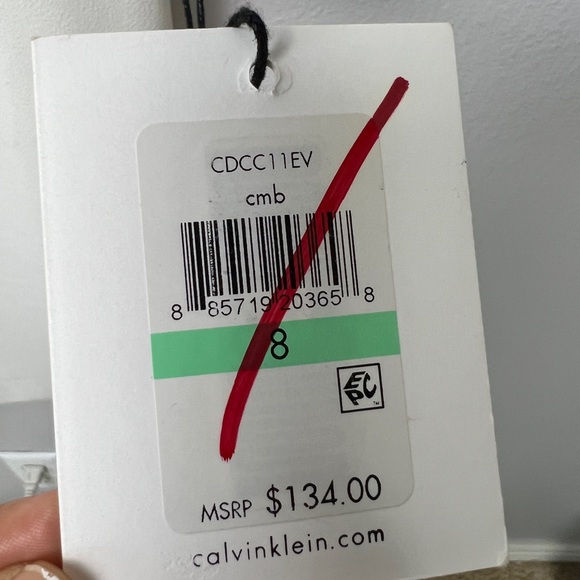 CDCC11EV
cmb
8 85719 20365 8
8
EPC
MSRP $134.00
calvinklein.com